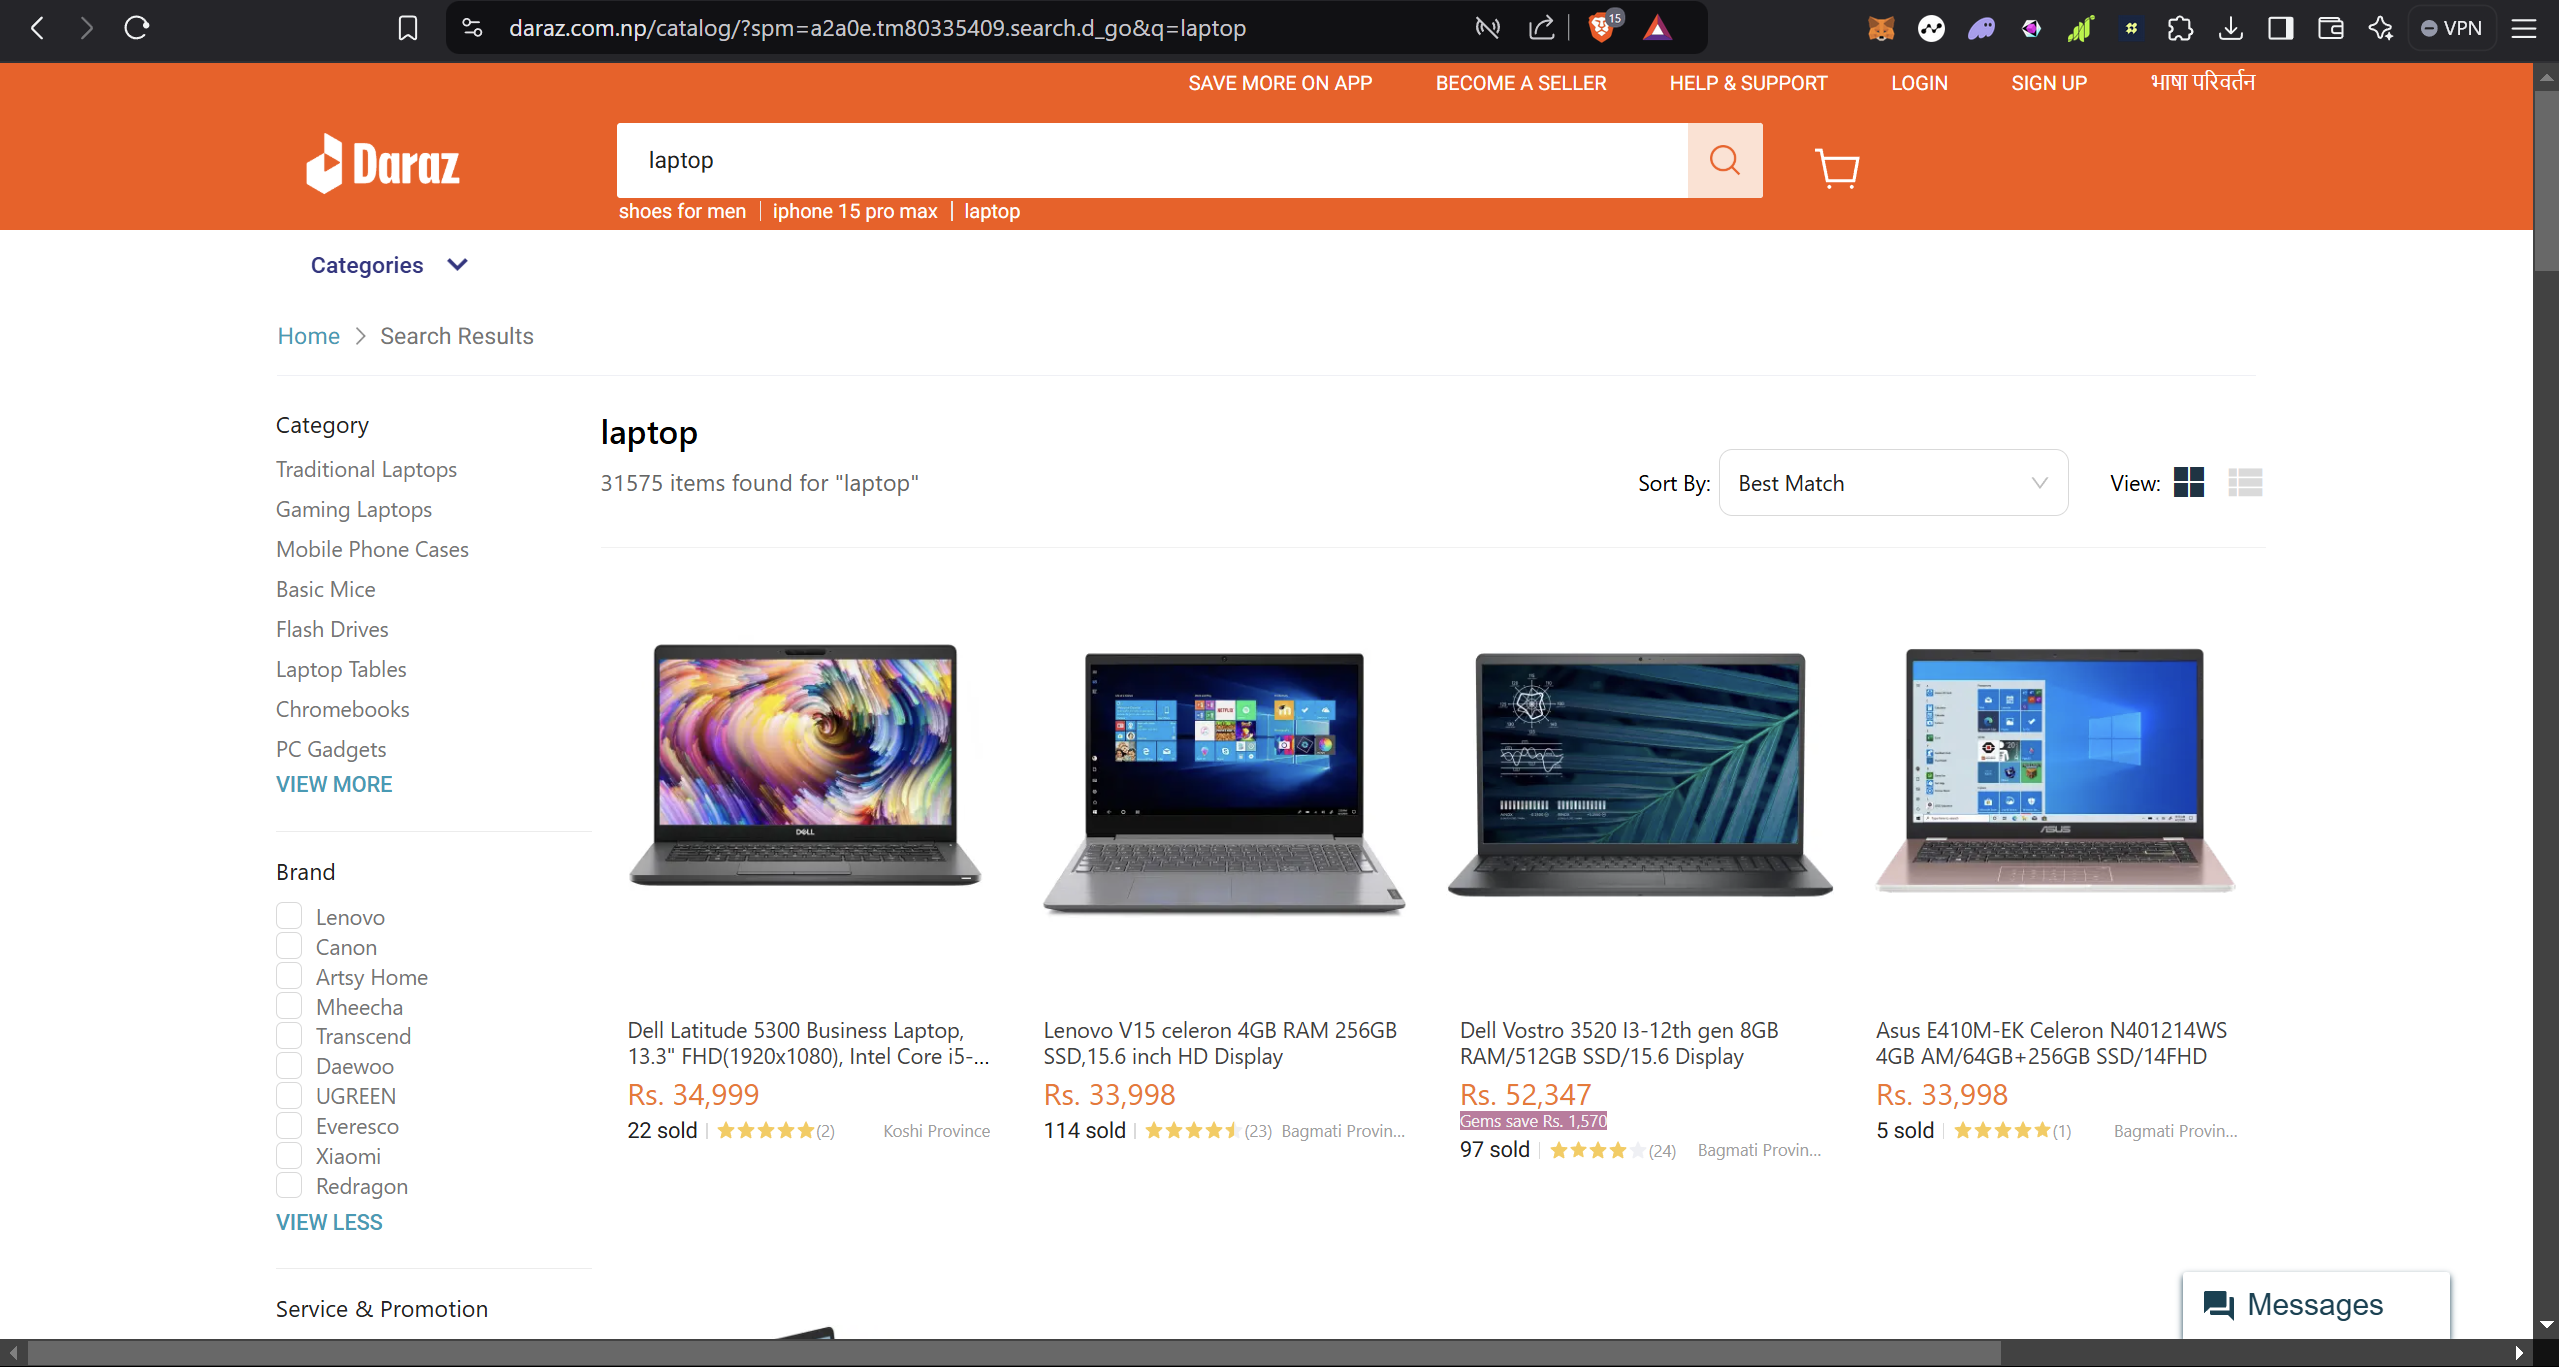 daraz.com.np/catalog/?spm=a2a0e.tm80335409.search.d_go&q=laptop
15
VPN
SAVE MORE ON APP
BECOME A SELLER
HELP & SUPPORT
LOGIN
SIGN UP
भाषा परिवर्तन
Daraz
laptop
shoes for men
iphone 15 pro max
laptop
Categories
Home
Search Results
Category
Traditional Laptops
Gaming Laptops
Mobile Phone Cases
Basic Mice
Flash Drives
Laptop Tables
Chromebooks
PC Gadgets
VIEW MORE
Brand
Lenovo
Canon
Artsy Home
Mheecha
Transcend
Daewoo
UGREEN
Everesco
Xiaomi
Redragon
VIEW LESS
Service & Promotion
laptop
31575 items found for "laptop"
Sort By:
Best Match
View:
DELL
ASUS
Dell Latitude 5300 Business Laptop,
13.3" FHD(1920x1080), Intel Core i5-...
Rs. 34,999
22 sold
(2)
Koshi Province
Lenovo V15 celeron 4GB RAM 256GB
SSD,15.6 inch HD Display
Rs. 33,998
114 sold
(23)
Bagmati Provin...
Dell Vostro 3520 I3-12th gen 8GB
RAM/512GB SSD/15.6 Display
Rs. 52,347
Gems save Rs. 1,570
97 sold
(24)
Bagmati Provin...
Asus E410M-EK Celeron N401214WS
4GB AM/64GB+256GB SSD/14FHD
Rs. 33,998
5 sold
(1)
Bagmati Provin...
Messages